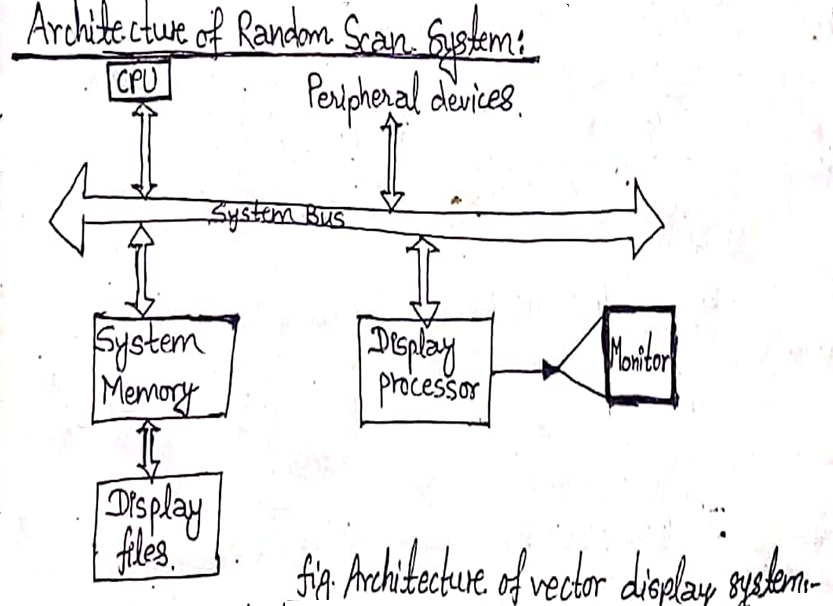 Architecture of Random Scan System:
CPU
Peripheral devices.
System Bus
System
Memory
Display
processor
Monitor
Display
files.
fig. Architecture of vector display system:-